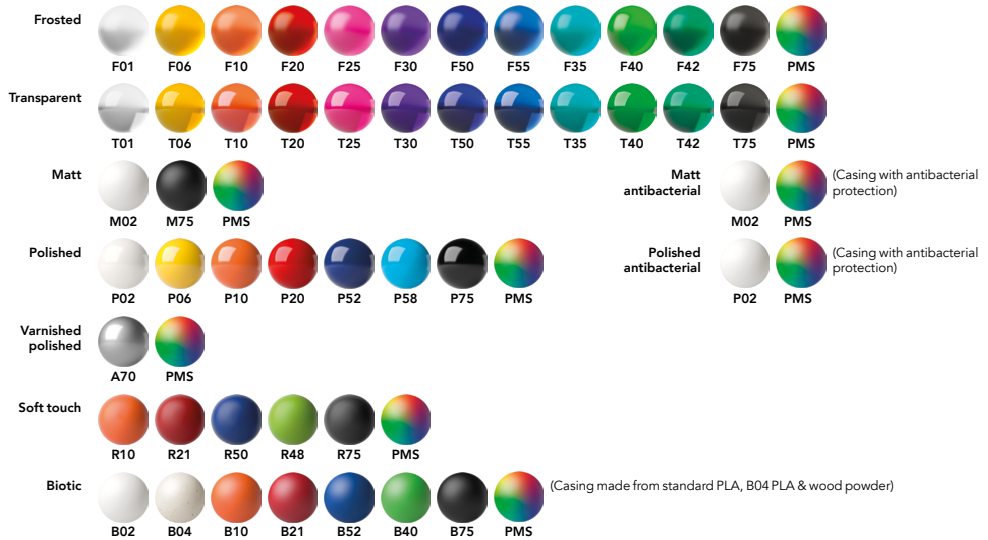 Frosted
F01 F06 F10 F20 F25 F30 F50 F55 F35 F40 F42 F75 PMS
Transparent
T01 T06 T10 T20 T25 T30 T50 T55 T35 T40 T42 T75 PMS
Matt
M02 M75 PMS
Matt
antibacterial
(Casing with antibacterial
protection)
M02 PMS
Polished
P02 P06 P10 P20 P52 P58 P75 PMS
Polished
antibacterial
(Casing with antibacterial
protection)
P02 PMS
Varnished
polished
A70 PMS
Soft touch
R10 R21 R50 R48 R75 PMS
Biotic
(Casing made from standard PLA, B04 PLA & wood powder)
B02 B04 B10 B21 B52 B40 B75 PMS